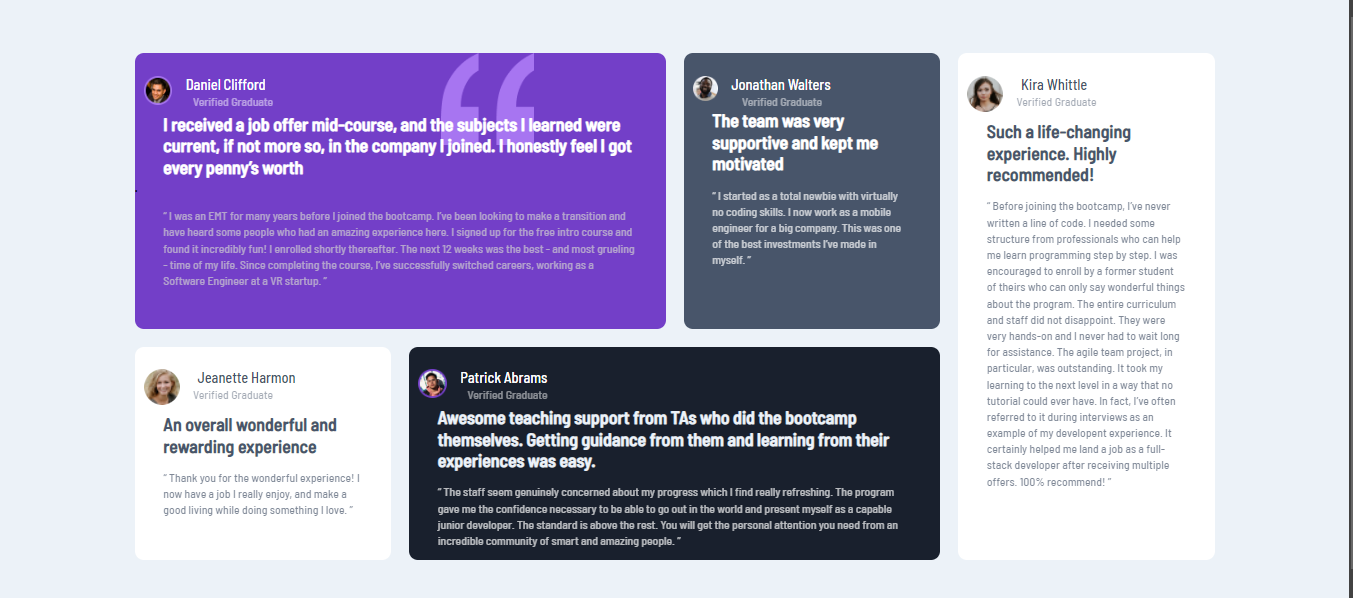 “
Daniel Clifford
Verified Graduate
I received a job offer mid-course, and the subjects I learned were
current, if not more so, in the company I joined. I honestly feel I got
every penny’s worth
“ I was an EMT for many years before I joined the bootcamp. I’ve been looking to make a transition and
have heard some people who had an amazing experience here. I signed up for the free intro course and
found it incredibly fun! I enrolled shortly thereafter. The next 12 weeks was the best - and most grueling
- time of my life. Since completing the course, I’ve successfully switched careers, working as a
Software Engineer at a VR startup. ”
Jonathan Walters
Verified Graduate
The team was very
supportive and kept me
motivated
“ I started as a total newbie with virtually
no coding skills. I now work as a mobile
engineer for a big company. This was one
of the best investments I’ve made in
myself. ”
Kira Whittle
Verified Graduate
Such a life-changing
experience. Highly
recommended!
“ Before joining the bootcamp, I’ve never
written a line of code. I needed some
structure from professionals who can help
me learn programming step by step. I was
encouraged to enroll by a former student
of theirs who can only say wonderful things
about the program. The entire curriculum
and staff did not disappoint. They were
very hands-on and I never had to wait long
for assistance. The agile team project, in
particular, was outstanding. It took my
learning to the next level in a way that no
tutorial could ever have. In fact, I’ve often
referred to it during interviews as an
example of my developent experience. It
certainly helped me land a job as a full-
stack developer after receiving multiple
offers. 100% recommend! ”
Jeanette Harmon
Verified Graduate
An overall wonderful and
rewarding experience
“ Thank you for the wonderful experience! I
now have a job I really enjoy, and make a
good living while doing something I love. ”
Patrick Abrams
Verified Graduate
Awesome teaching support from TAs who did the bootcamp
themselves. Getting guidance from them and learning from their
experiences was easy.
“ The staff seem genuinely concerned about my progress which I find really refreshing. The program
gave me the confidence necessary to be able to go out in the world and present myself as a capable
junior developer. The standard is above the rest. You will get the personal attention you need from an
incredible community of smart and amazing people. ”